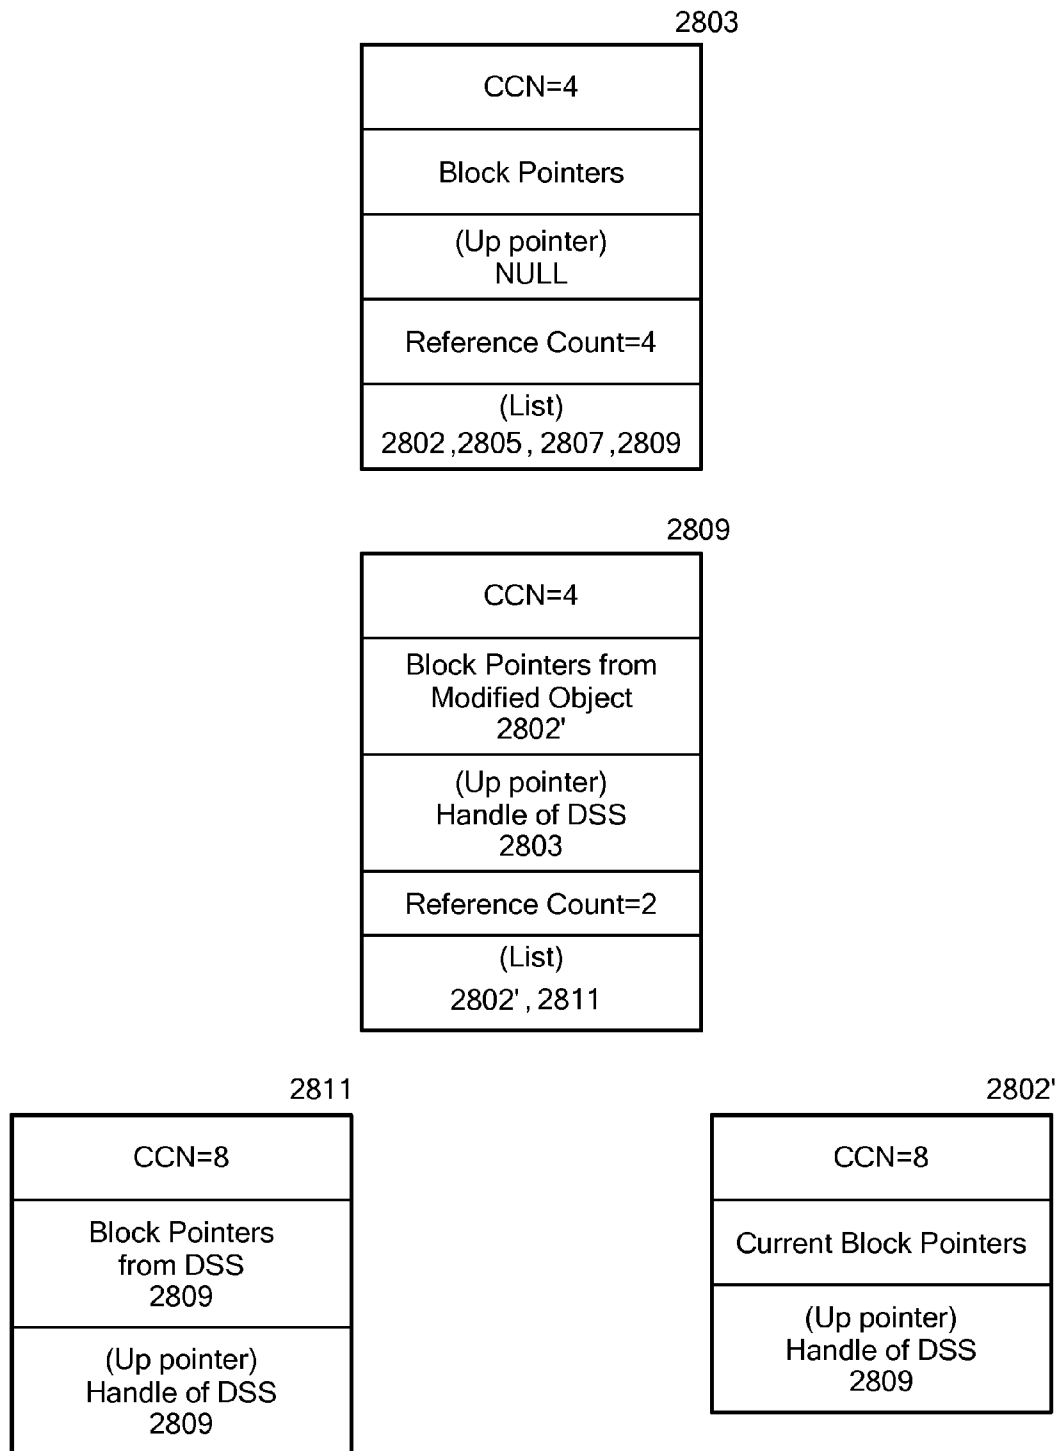 2803
CCN=4
Block Pointers
(Up pointer)
NULL
Reference Count=4
(List)
2802 ,2805 , 2807 ,2809
2809
CCN=4
Block Pointers from
Modified Object
2802'
(Up pointer)
Handle of DSS
2803
Reference Count=2
(List)
2802' , 2811
2811
CCN=8
Block Pointers
from DSS
2809
(Up pointer)
Handle of DSS
2809
2802'
CCN=8
Current Block Pointers
(Up pointer)
Handle of DSS
2809